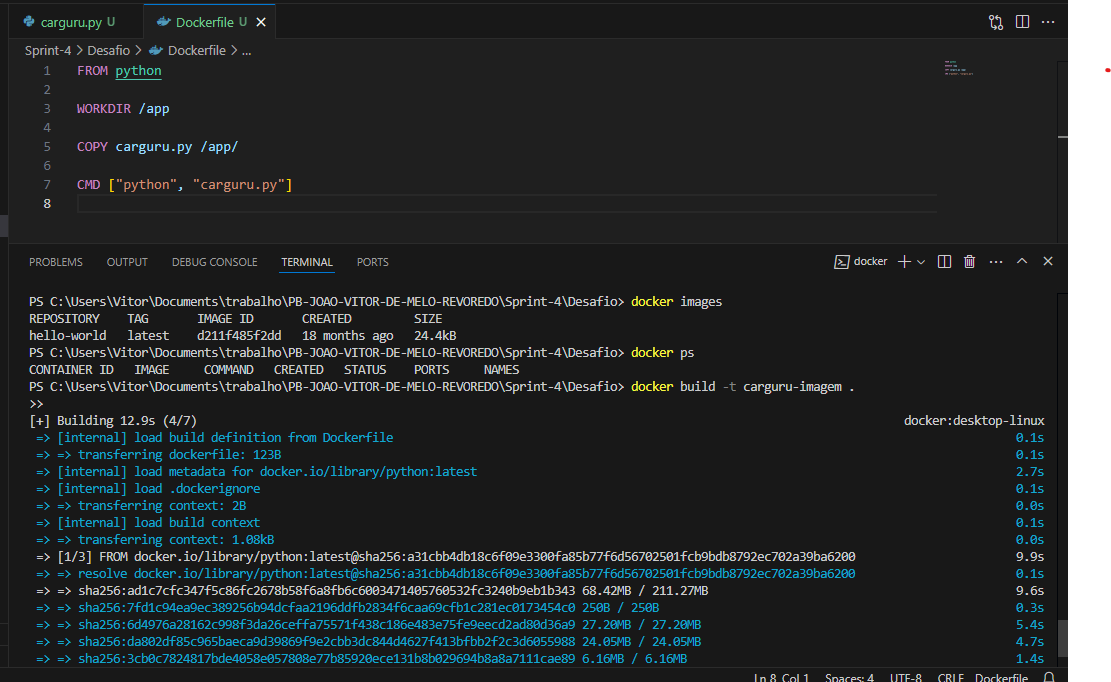 carguru.py U
Dockerfile U
Sprint-4 > Desafio > Dockerfile > ...
1 FROM python
2
3 WORKDIR /app
4
5 COPY carguru.py /app/
6
7 CMD ["python", "carguru.py"]
8
PROBLEMS OUTPUT DEBUG CONSOLE TERMINAL PORTS
docker
PS C:\Users\Vitor\Documents\trabalho\PB-JOAO-VITOR-DE-MELO-REVOREDO\Sprint-4\Desafio> docker images
REPOSITORY TAG IMAGE ID CREATED SIZE
hello-world latest d211f485f2dd 18 months ago 24.4kB
PS C:\Users\Vitor\Documents\trabalho\PB-JOAO-VITOR-DE-MELO-REVOREDO\Sprint-4\Desafio> docker ps
CONTAINER ID IMAGE COMMAND CREATED STATUS PORTS NAMES
PS C:\Users\Vitor\Documents\trabalho\PB-JOAO-VITOR-DE-MELO-REVOREDO\Sprint-4\Desafio> docker build -t carguru-imagem .
>>
[+] Building 12.9s (4/7) docker:desktop-linux
=> [internal] load build definition from Dockerfile 0.1s
=> => transferring dockerfile: 123B 0.1s
=> [internal] load metadata for docker.io/library/python:latest 2.7s
=> [internal] load .dockerignore 0.1s
=> => transferring context: 2B 0.0s
=> [internal] load build context 0.1s
=> => transferring context: 1.08kB 0.0s
=> [1/3] FROM docker.io/library/python:latest@sha256:a31cbb4db18c6f09e3300fa85b77f6d56702501fcb9bdb8792ec702a39ba6200 9.9s
=> => resolve docker.io/library/python:latest@sha256:a31cbb4db18c6f09e3300fa85b77f6d56702501fcb9bdb8792ec702a39ba6200 0.1s
=> => sha256:ad1c7cfc347f5c86fc2678b58f6a8fb6c6003471405760532fc3240b9eb1b343 68.42MB / 211.27MB 9.6s
=> => sha256:7fd1c94ea9ec389256b94dcfaa2196ddfb2834f6caa69cfb1c281ec0173454c0 250B / 250B 0.3s
=> => sha256:6d4976a28162c998f3da26ceffa75571f438c186e483e75fe9eecd2ad80d36a9 27.20MB / 27.20MB 5.4s
=> => sha256:da802df85c965baeca9d39869f9e2cbb3dc844d4627f413bfbb2f2c3d6055988 24.05MB / 24.05MB 4.7s
=> => sha256:3cb0c7824817bde4058e057808e77b85920ece131b8b029694b8a8a7111cae89 6.16MB / 6.16MB 1.4s
Ln 8, Col 1 Spaces: 4 UTF-8 CRLF Dockerfile